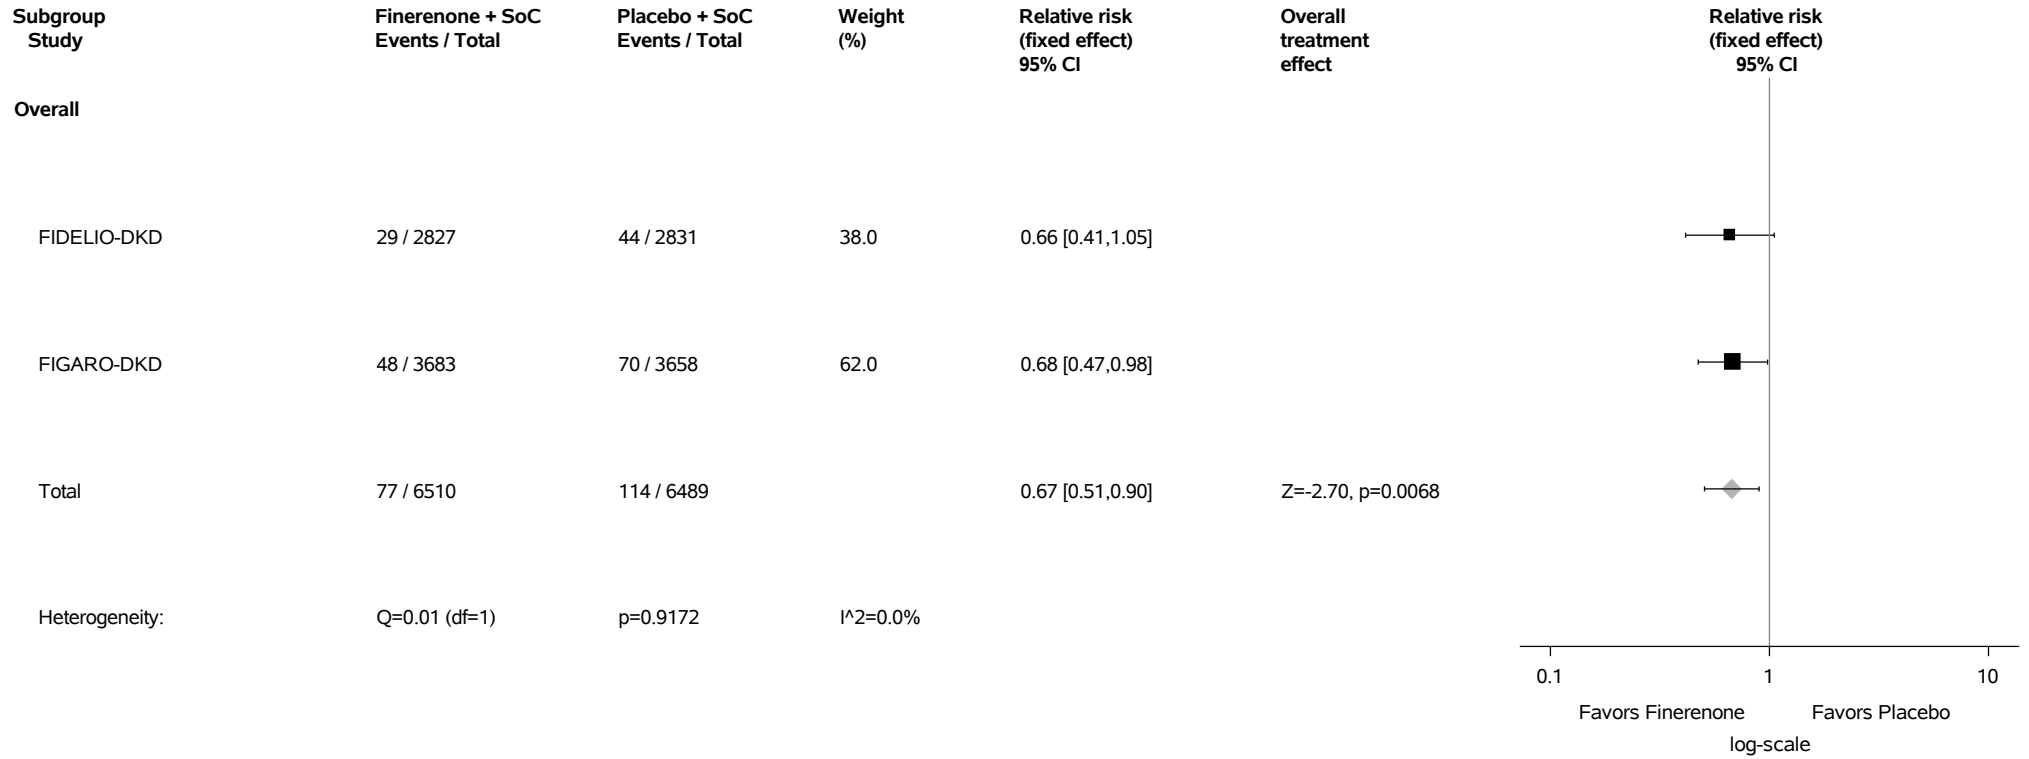 Subgroup Finerenone + SoC Placebo + SoC Weight Relative risk Overall Relative risk
Study Events / Total Events / Total (%) (fixed effect) treatment (fixed effect)
95% CI effect 95% CI
Overall
FIDELIO-DKD 29 / 2827 44 / 2831 38.0 0.66 [0.41,1.05]
FIGARO-DKD 48 / 3683 70 / 3658 62.0 0.68 [0.47,0.98]
Total 77 / 6510 114 / 6489 0.67 [0.51,0.90] Z=-2.70, p=0.0068
Heterogeneity: Q=0.01 (df=1) p=0.9172 I^2=0.0%
0.1 1 10
Favors Finerenone Favors Placebo
log-scale